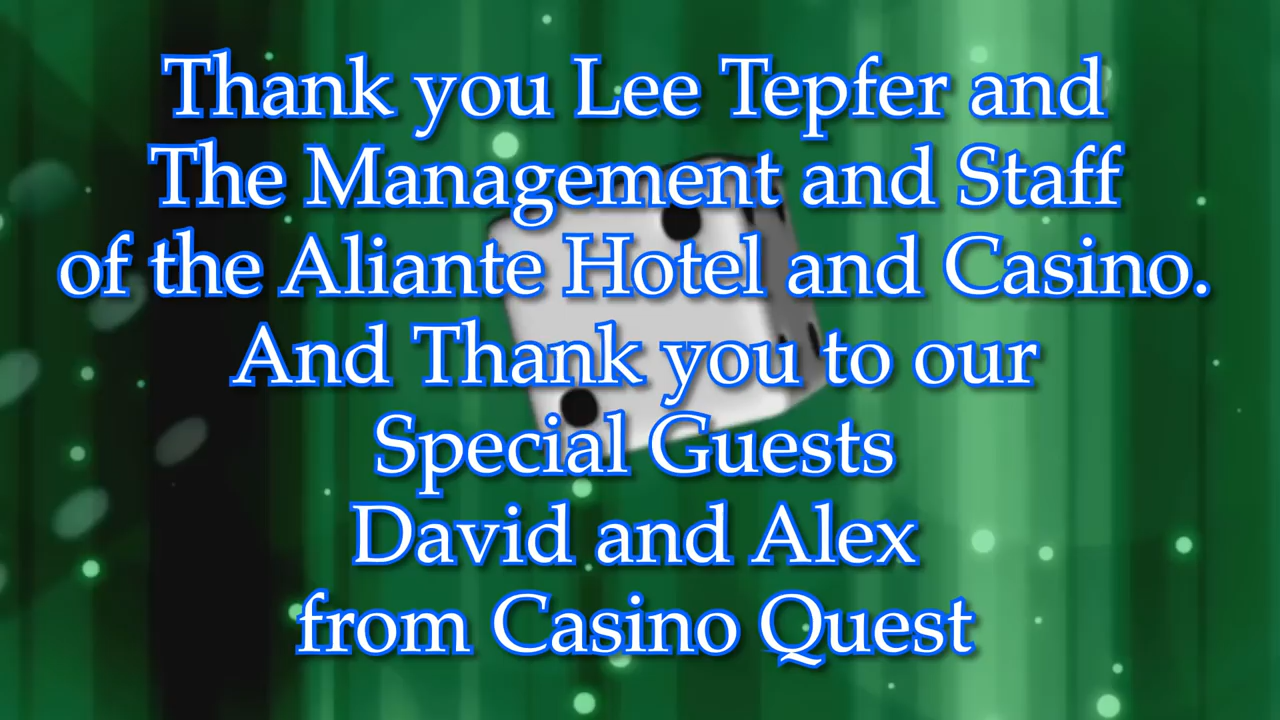 Thank you Lee Tepfer and
The Management and Staff
of the Aliante Hotel and Casino.
And Thank you to our
Special Guests
David and Alex
from Casino Quest